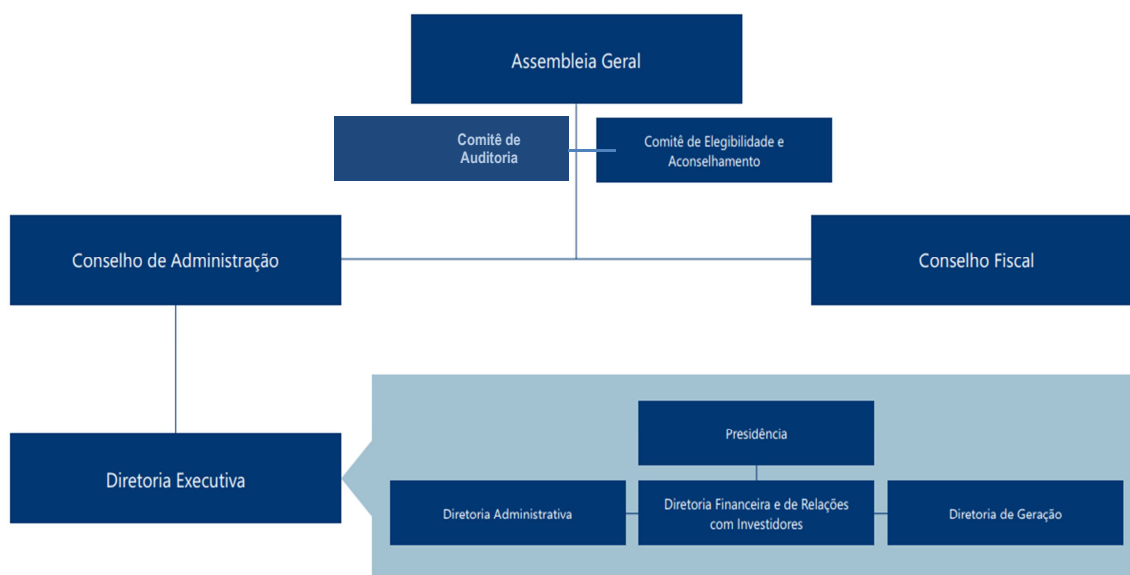 Assembleia Geral
Comitê de
Auditoria
Comitê de Elegibilidade e
Aconselhamento
Conselho de Administração
Conselho Fiscal
Diretoria Executiva
Presidência
Diretoria Administrativa
Diretoria Financeira e de Relações
com Investidores
Diretoria de Geração